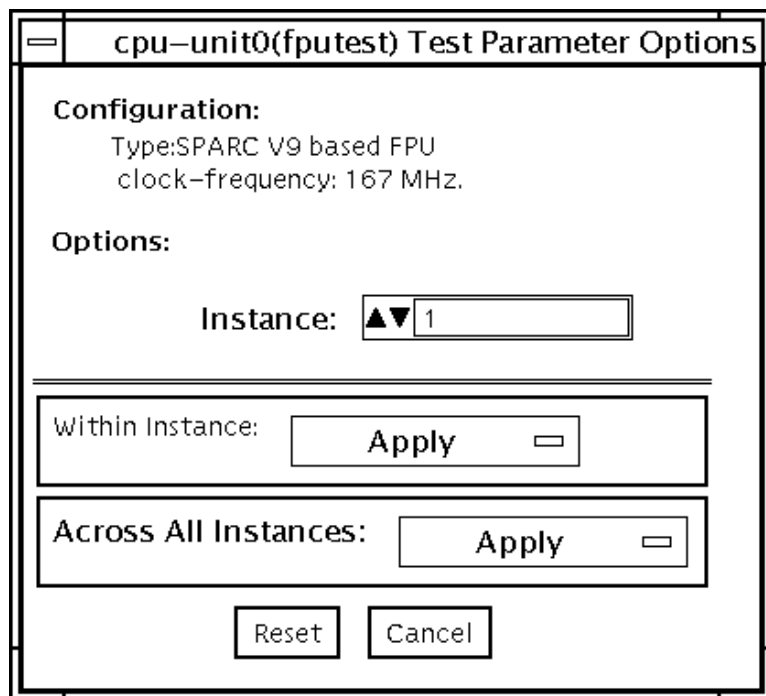 cpu-unit0(fputest) Test Parameter Options
Configuration:
Type:SPARC V9 based FPU
clock-frequency: 167 MHz.
Options:
Instance: 1
Within Instance: Apply
Across All Instances: Apply
Reset Cancel